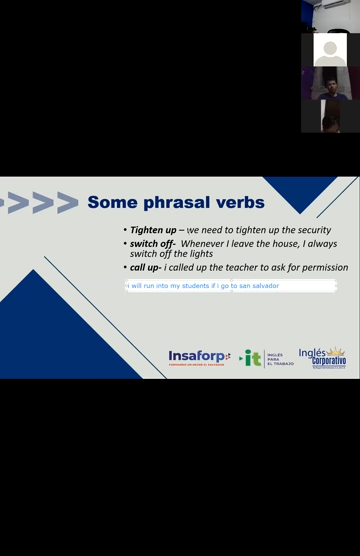 Some phrasal verbs
• Tighten up – we need to tighten up the security
• switch off- Whenever I leave the house, I always
switch off the lights
• call up- i called up the teacher to ask for permission
i will run into my students if i go to san salvador
Insaforp
it
INGLÉS
PARA
EL TRABAJO
Inglés
Corporativo